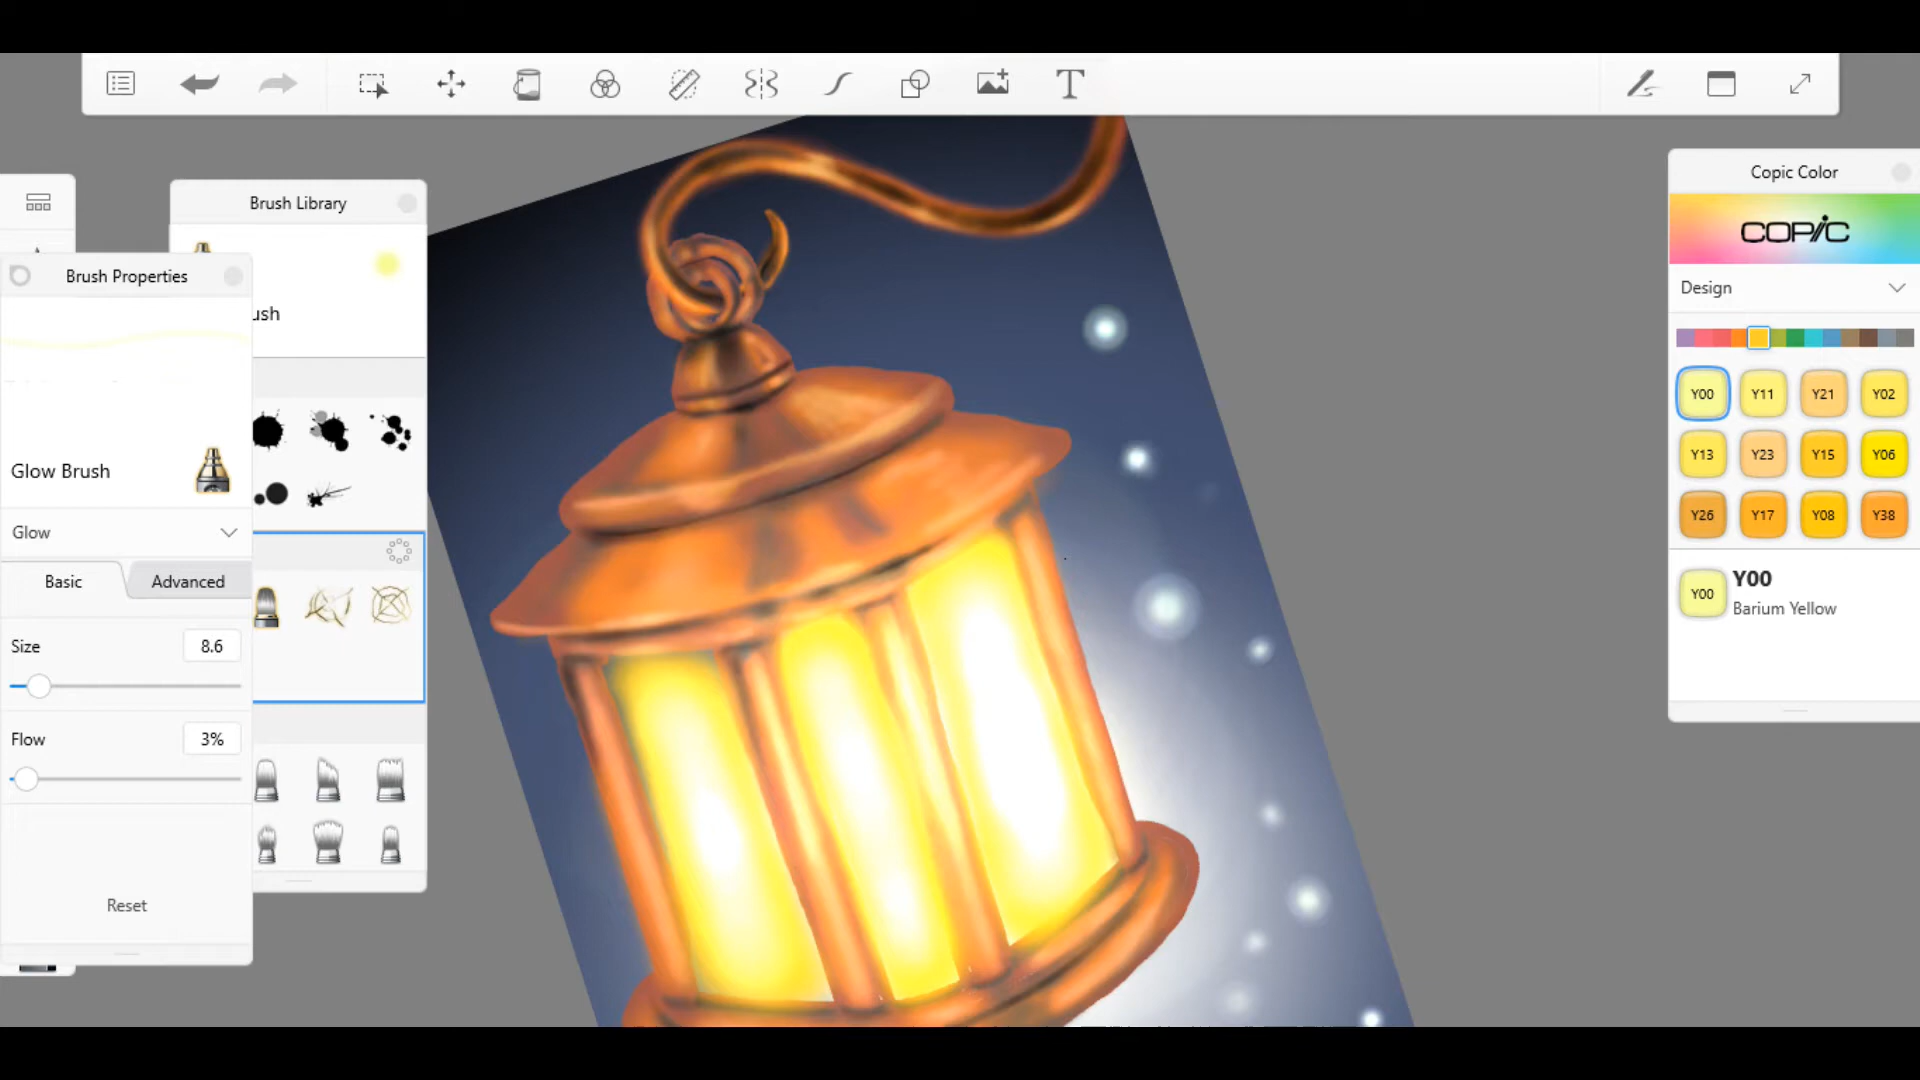 T
Brush Library
ush
Brush Properties
Glow Brush
Glow
Basic
Advanced
Size
8.6
Flow
3%
Reset
Copic Color
COPIC
Design
Y00
Y11
Y21
Y02
Y13
Y23
Y15
Y06
Y26
Y17
Y08
Y38
Y00
Y00
Barium Yellow